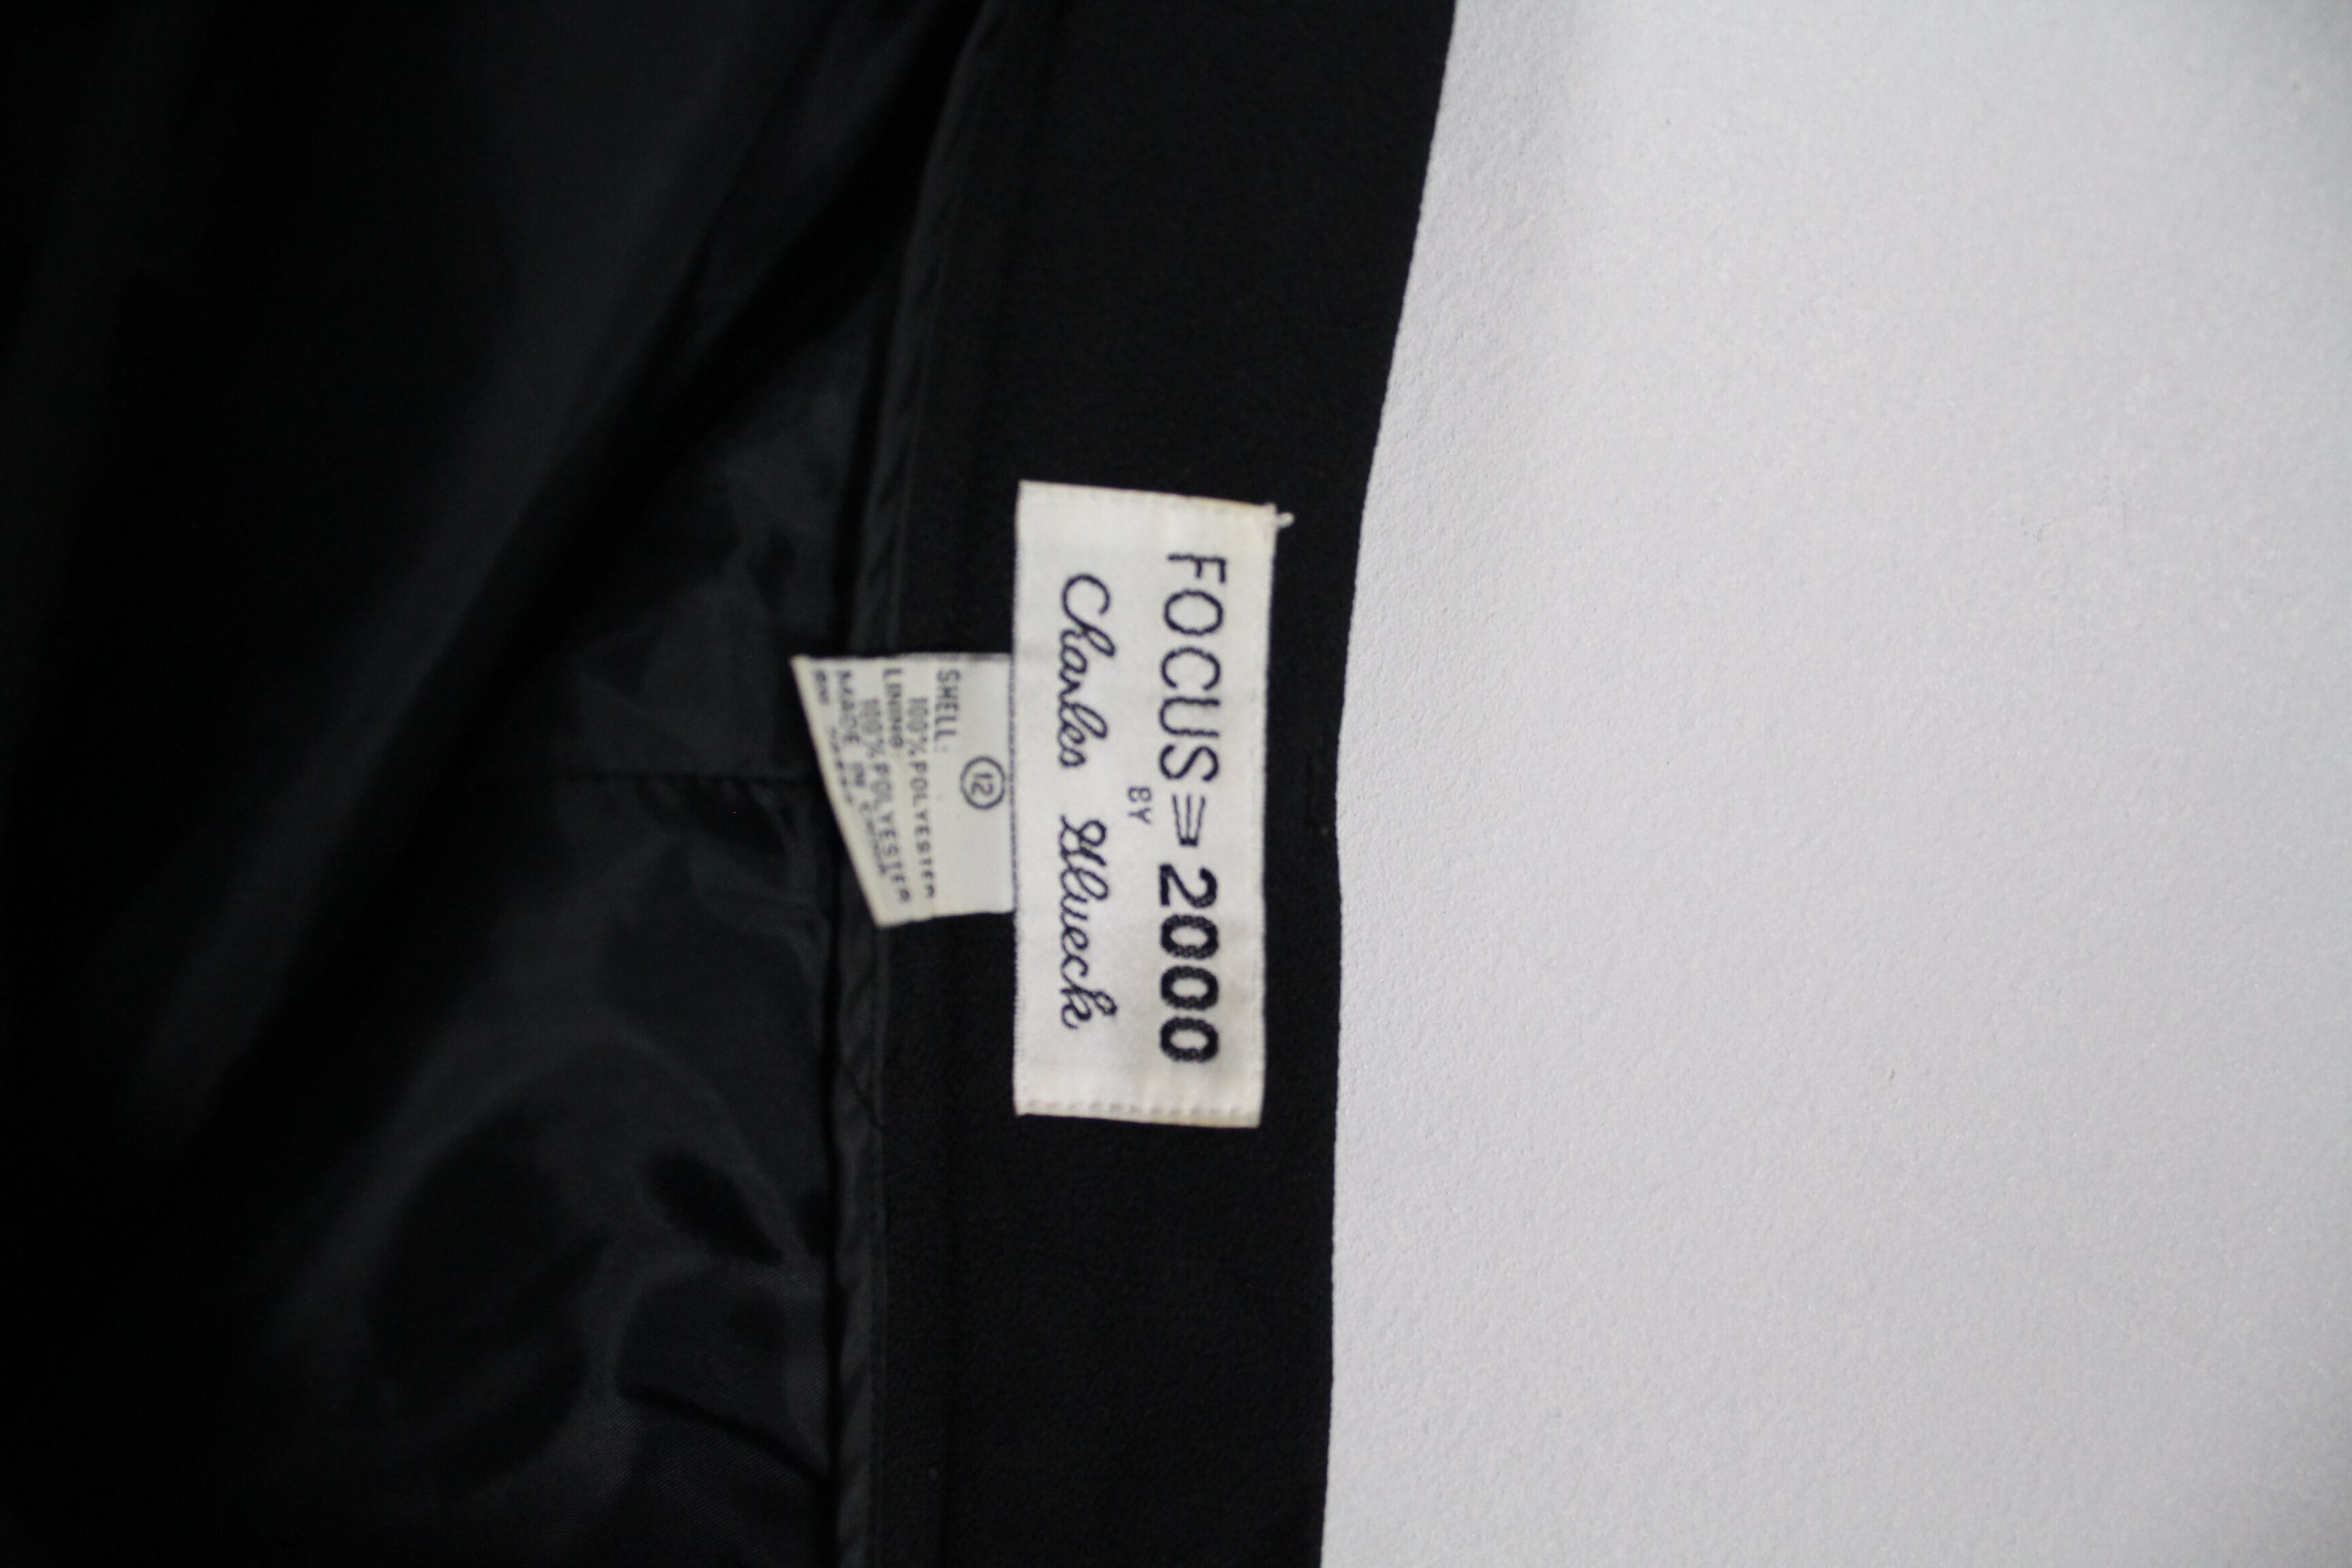 FOCUS 2000
BY
Charles Glueck
12
SHELL:
100% POLYESTER
LINING:
100% POLYESTER
MADE IN